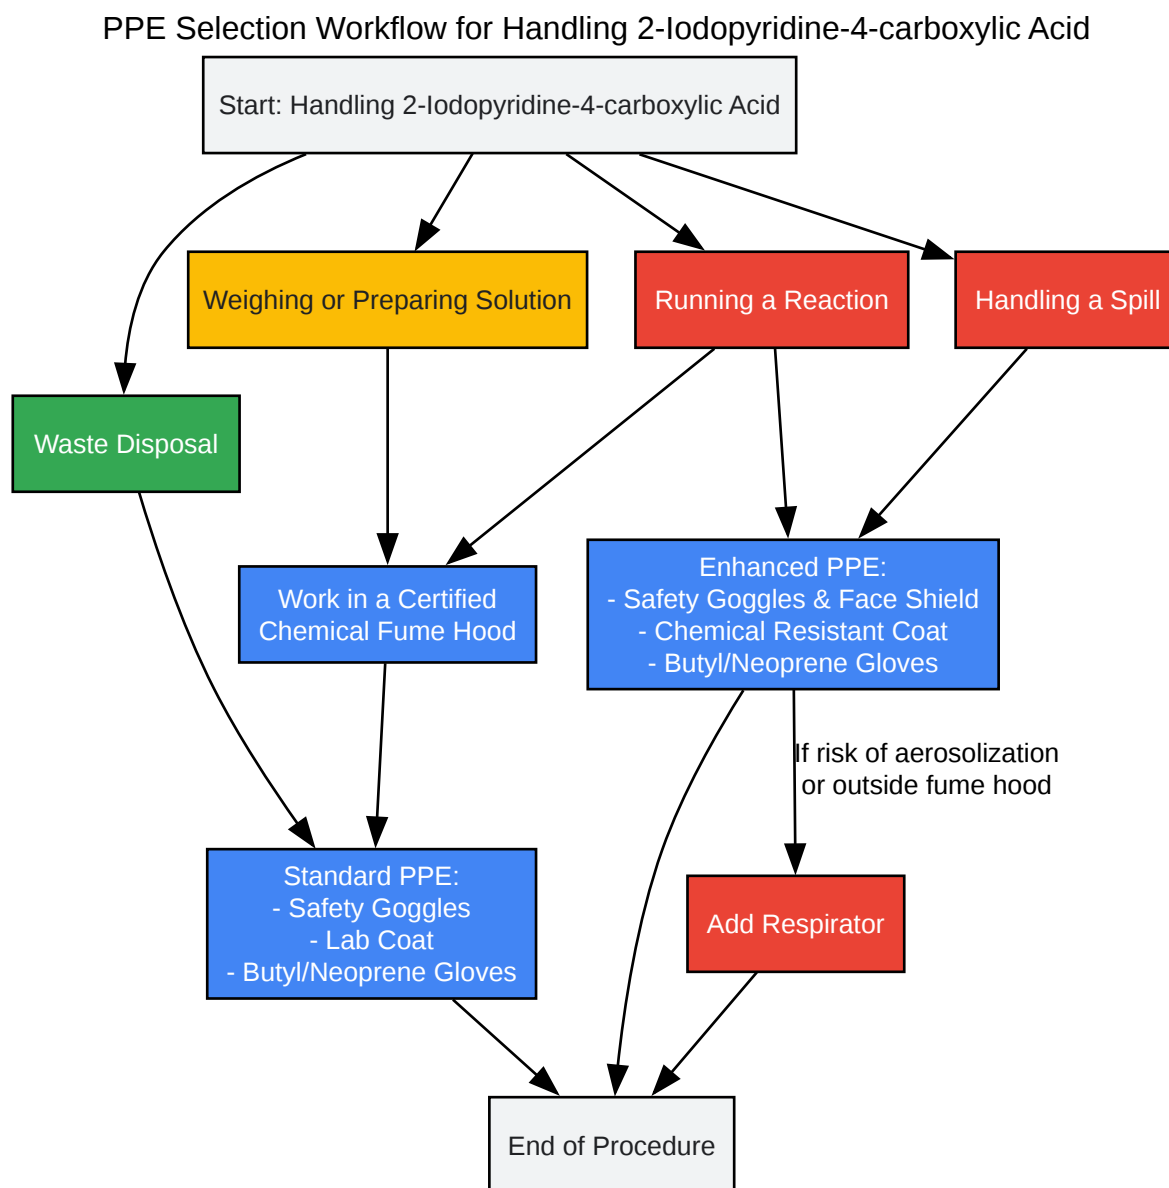 PPE Selection Workflow for Handling 2-Iodopyridine-4-carboxylic Acid
Start: Handling 2-Iodopyridine-4-carboxylic Acid
Weighing or Preparing Solution
Running a Reaction
Handling a Spill
Waste Disposal
Work in a Certified
Chemical Fume Hood
Enhanced PPE:
- Safety Goggles & Face Shield
- Chemical Resistant Coat
- Butyl/Neoprene Gloves
If risk of aerosolization
or outside fume hood
Standard PPE:
- Safety Goggles
- Lab Coat
- Butyl/Neoprene Gloves
Add Respirator
End of Procedure